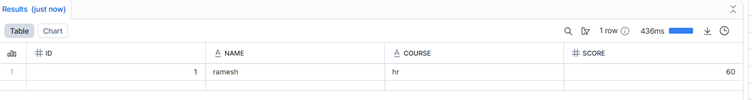 Results (just now)
Table Chart 1 row 436ms
# ID A NAME A COURSE # SCORE
1 1 ramesh hr 60